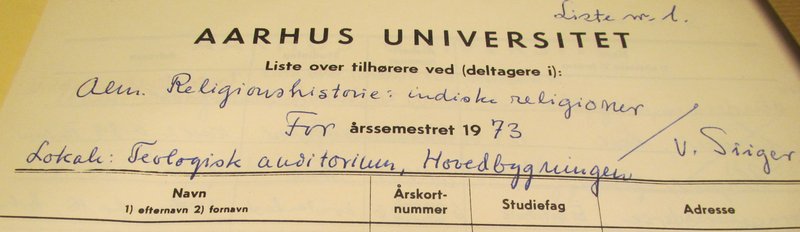 Liste nr. 1.
AARHUS UNIVERSITET
Liste over tilhørere ved (deltagere i):
Alm. Religionshistorie: indiske religioner
For årssemestret 1973
v. Siiger
Lokale: Teologisk auditorium, Hovedbygningen
Navn
1) efternavn 2) fornavn
Årskort-
nummer
Studiefag
Adresse